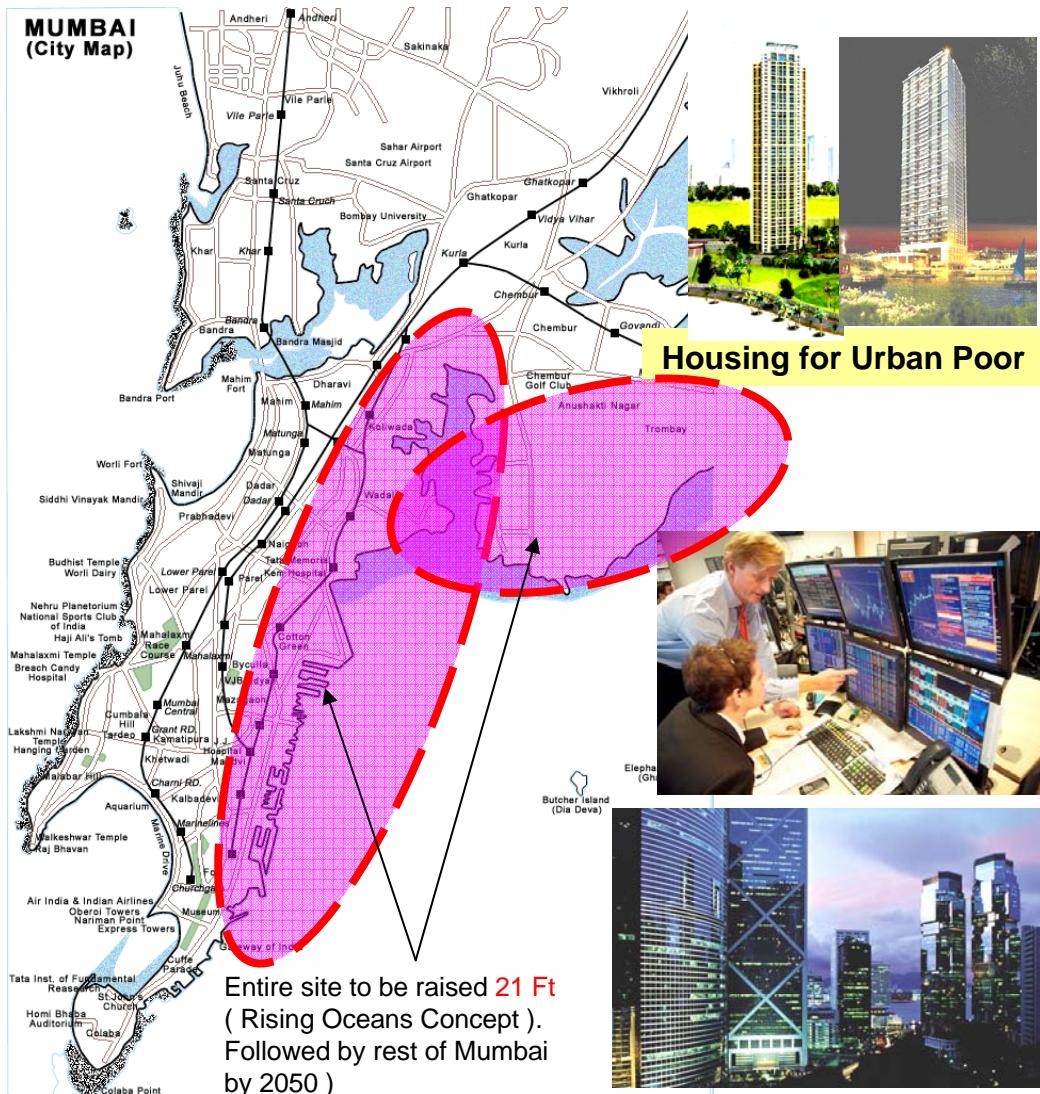 MUMBAI
(City Map)
Andheri
Andheri
Sakinaka
Juhu Beach
Vile Parle
Vile Parle
Vikhroli
Sahar Airport
Santa Cruz Airport
Santa Cruz
Santa Cruch
Ghatkopar
Ghatkopar
Bombay University
Vidya Vihar
Khar
Khar
Kurla
Kurla
Chembur
Bandra
Bandra
Bandra Masjid
Chembur
Govandi
Housing for Urban Poor
Mahim
Fort
Dharavi
Chembur
Golf Club
Bandra Port
Mahim
Mahim
Anushakti Nagar
Koliwada
Trombay
Matunga
Matunga
Worli Fort
Shivaji
Mandir
Siddhi Vinayak Mandir
Dadar
Dadar
Prabhadevi
Budhist Temple
Worli Dairy
Lower Parel
Parel
Lower Parel
Kem Hospital
Nehru Planetorium
National Sports Club
of India
Haji Ali's Tomb
Mahalaxmi Temple
Breach Candy
Hospital
Mahalaxmi
Race
Course
Mahalaxmi
Cotton
Green
Byculla
Mumbai
Central
Cumbala
Hill
Tardeo
Grant RD.
Kamatipura
J.J.
Hospital
Temple
Hanging Garden
Khetwadi
Malabar Hill
Charni RD.
Kalbadevi
Aquarium
Butcher Island
(Dia Deva)
Marinelines
Walkeshwar Temple
Raj Bhavan
Marine Drive
Churchgate
Air India & Indian Airlines
Oberoi Towers
Nariman Point
Express Towers
Museum
Gateway of India
Cuffe
Parade
Tata Inst. of Fundamental
Reasearch
St.John's
Church
Homi Bhaba
Auditorium
Colaba
Colaba Point
Entire site to be raised 21 Ft
( Rising Oceans Concept ).
Followed by rest of Mumbai
by 2050 )